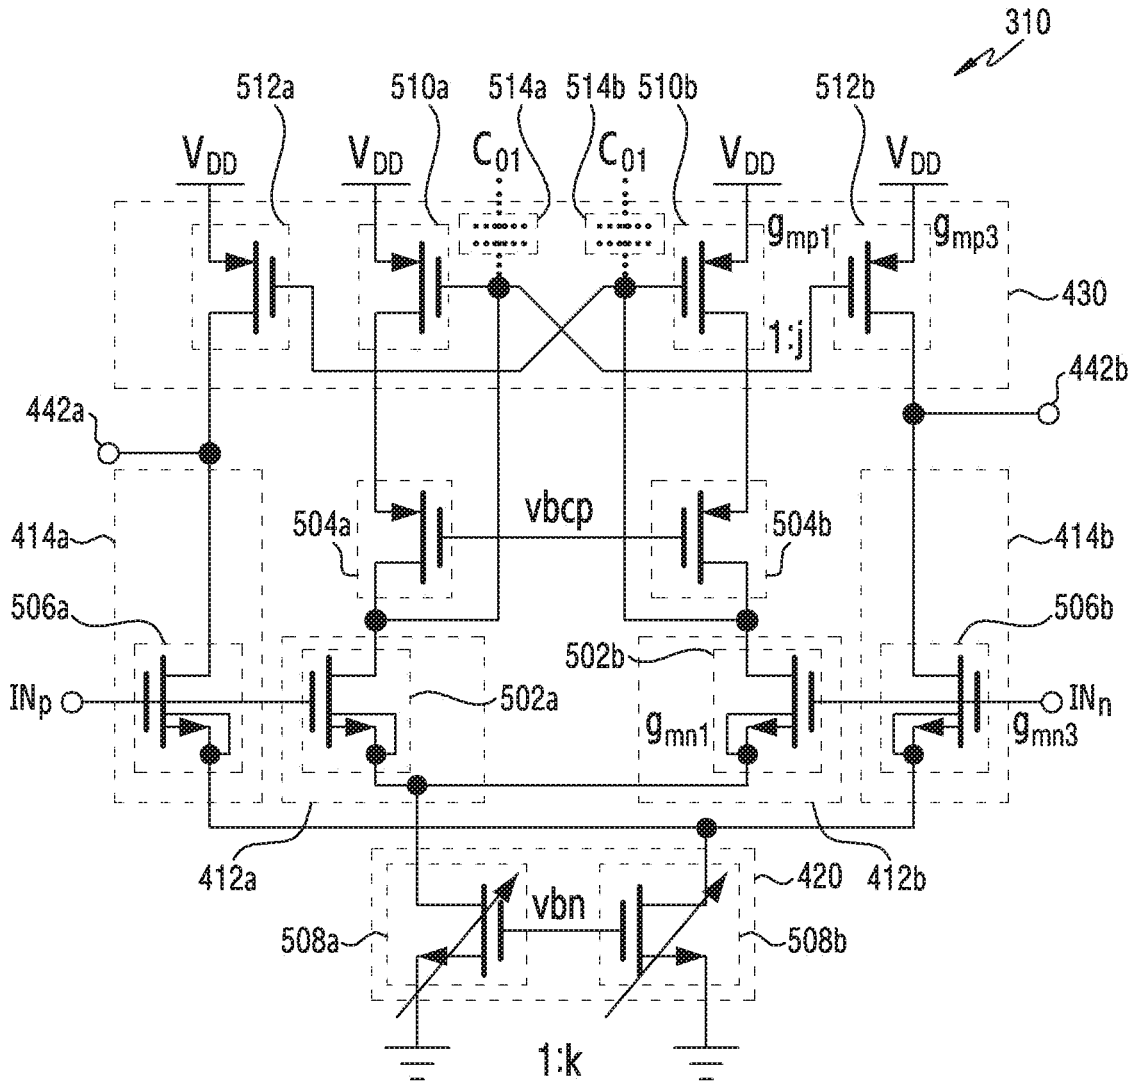 310
512a 510a 514a 514b 510b 512b
VDD VDD C01 C01 VDD VDD
gmp1 gmp3
430
1:j
442a 442b
414a 504a vbcp 504b 414b
506a 506b
502b
INp 502a INn
gmn1 gmn3
412a 420 412b
vbn
508a 508b
1:k